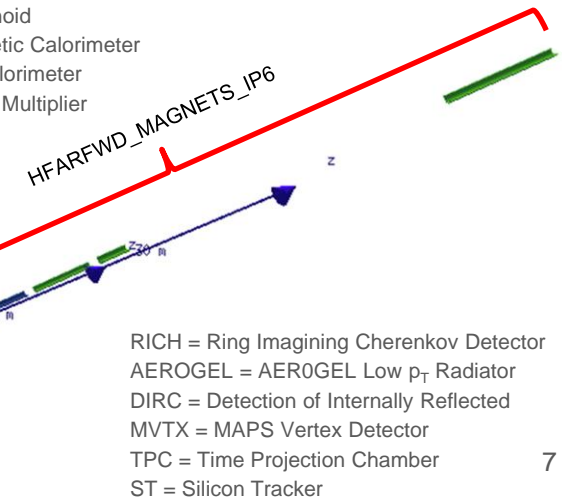 noid
etic Calorimeter
lorimeter
Multiplier
HFARFWD_MAGNETS_IP6
z
m
m
RICH = Ring Imagining Cherenkov Detector
AEROGEL = AER0GEL Low pT Radiator
DIRC = Detection of Internally Reflected
MVTX = MAPS Vertex Detector
TPC = Time Projection Chamber
7
ST = Silicon Tracker